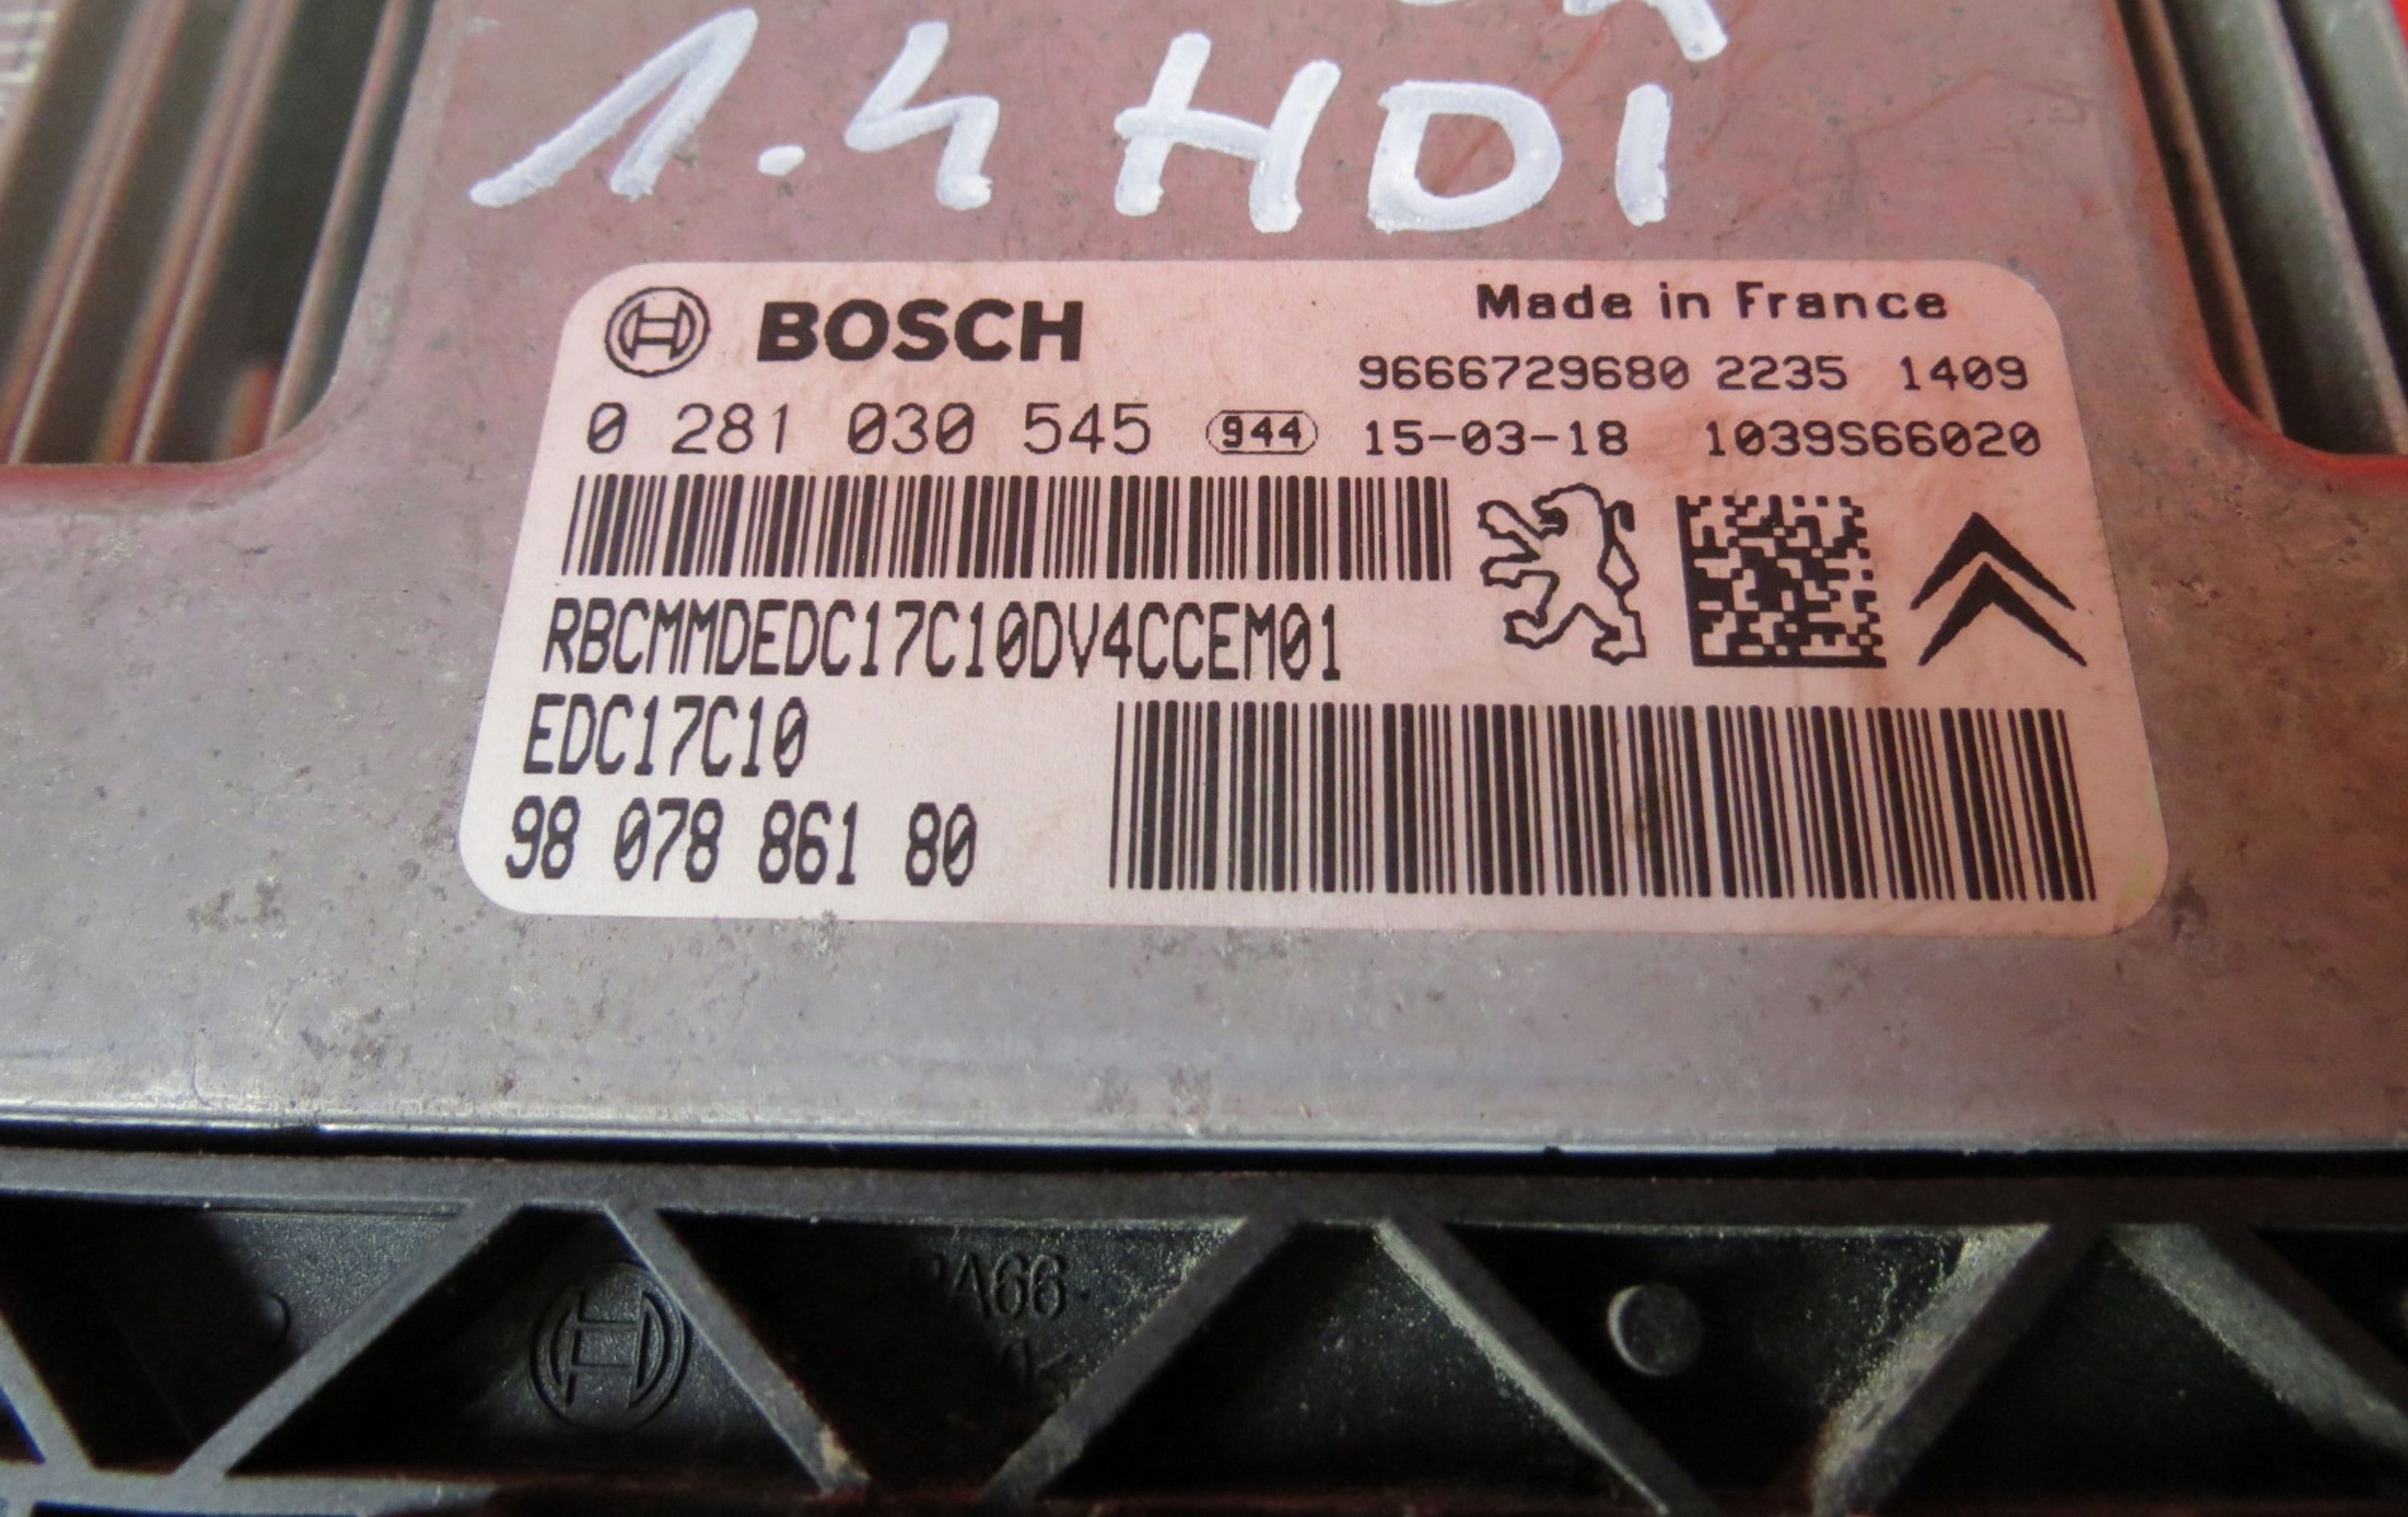 1.4 HDI
BOSCH
Made in France
9666729680 2235 1409
0 281 030 545 944 15-03-18 1039S66020
RBCMMDEDC17C10DV4CCEM01
EDC17C10
98 078 861 80